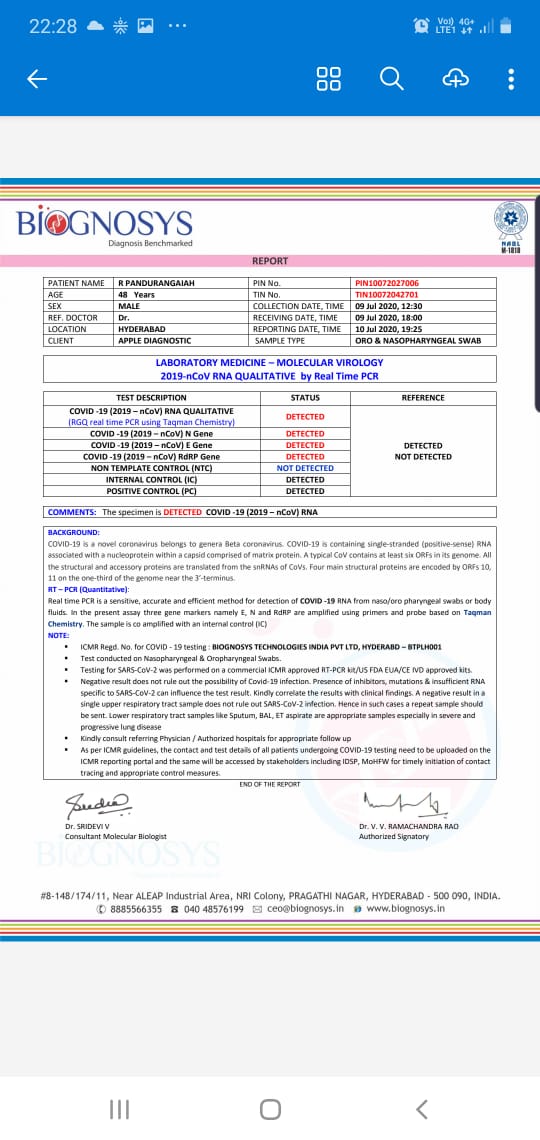 22:28 ...
Vo)) 4G+
LTE1
BIOGNOSYS
Diagnosis Benchmarked
NABL
M-1818
REPORT
PATIENT NAME R PANDURANGAIAH PIN No. PIN10072027006
AGE 48 Years TIN No. TIN10072042701
SEX MALE COLLECTION DATE, TIME 09 Jul 2020, 12:30
REF. DOCTOR Dr. RECEIVING DATE, TIME 09 Jul 2020, 18:00
LOCATION HYDERABAD REPORTING DATE, TIME 10 Jul 2020, 19:25
CLIENT APPLE DIAGNOSTIC SAMPLE TYPE ORO & NASOPHARYNGEAL SWAB
LABORATORY MEDICINE – MOLECULAR VIROLOGY
2019-nCoV RNA QUALITATIVE by Real Time PCR
TEST DESCRIPTION STATUS REFERENCE
COVID -19 (2019 – nCoV) RNA QUALITATIVE
(RGQ real time PCR using Taqman Chemistry) DETECTED
COVID -19 (2019 – nCoV) N Gene DETECTED
COVID -19 (2019 – nCoV) E Gene DETECTED DETECTED
COVID -19 (2019 – nCoV) RdRP Gene DETECTED NOT DETECTED
NON TEMPLATE CONTROL (NTC) NOT DETECTED
INTERNAL CONTROL (IC) DETECTED
POSITIVE CONTROL (PC) DETECTED
COMMENTS: The specimen is DETECTED COVID -19 (2019 – nCoV) RNA
BACKGROUND:
COVID-19 is a novel coronavirus belongs to genera Beta coronavirus. COVID-19 is containing single-stranded (positive-sense) RNA
associated with a nucleoprotein within a capsid comprised of matrix protein. A typical CoV contains at least six ORFs in its genome. All
the structural and accessory proteins are translated from the snRNAs of CoVs. Four main structural proteins are encoded by ORFs 10,
11 on the one-third of the genome near the 3'-terminus.
RT – PCR (Quantitative):
Real time PCR is a sensitive, accurate and efficient method for detection of COVID -19 RNA from naso/oro pharyngeal swabs or body
fluids. In the present assay three gene markers namely E, N and RdRP are amplified using primers and probe based on Taqman
Chemistry. The sample is co amplified with an internal control (IC)
NOTE:
• ICMR Regd. No. for COVID - 19 testing : BIOGNOSYS TECHNOLOGIES INDIA PVT LTD, HYDERABD – BTPLH001
• Test conducted on Nasopharyngeal & Oropharyngeal Swabs.
• Testing for SARS-CoV-2 was performed on a commercial ICMR approved RT-PCR kit/US FDA EUA/CE IVD approved kits.
• Negative result does not rule out the possibility of Covid-19 infection. Presence of inhibitors, mutations & insufficient RNA
specific to SARS-CoV-2 can influence the test result. Kindly correlate the results with clinical findings. A negative result in a
single upper respiratory tract sample does not rule out SARS-CoV-2 infection. Hence in such cases a repeat sample should
be sent. Lower respiratory tract samples like Sputum, BAL, ET aspirate are appropriate samples especially in severe and
progressive lung disease
• Kindly consult referring Physician / Authorized hospitals for appropriate follow up
• As per ICMR guidelines, the contact and test details of all patients undergoing COVID-19 testing need to be uploaded on the
ICMR reporting portal and the same will be accessed by stakeholders including IDSP, MoHFW for timely initiation of contact
tracing and appropriate control measures.
END OF THE REPORT
Dr. SRIDEVI V Dr. V. V. RAMACHANDRA RAO
Consultant Molecular Biologist Authorized Signatory
BIOGNOSYS
#8-148/174/11, Near ALEAP Industrial Area, NRI Colony, PRAGATHI NAGAR, HYDERABAD - 500 090, INDIA.
8885566355 040 48576199 ceo@biognosys.in www.biognosys.in